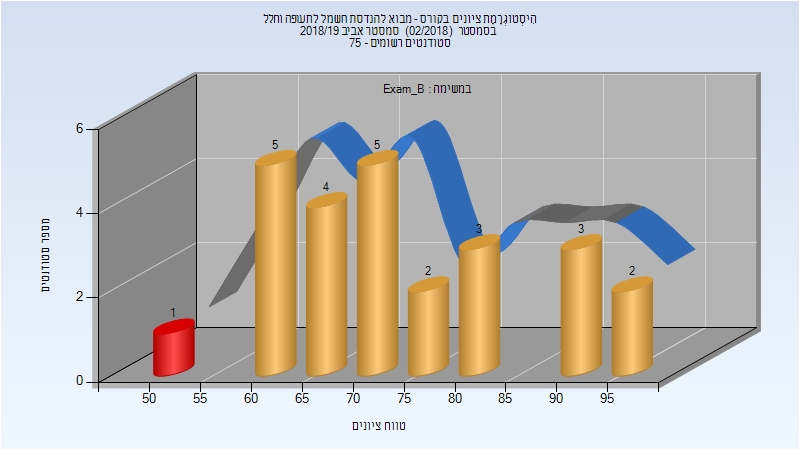 הִיסְטוֹגְרָמַת ציונים בקורס - מבוא להנדסת חשמל לתעופה וחלל
בסמסטר (02/2018) סמסטר אביב 2018/19
סטודנטים רשומים - 75
במשימה : Exam_B
5
5
4
3
3
2
2
1
6
4
2
0
מספר סטודנטים
50 55 60 65 70 75 80 85 90 95
טווח ציונים